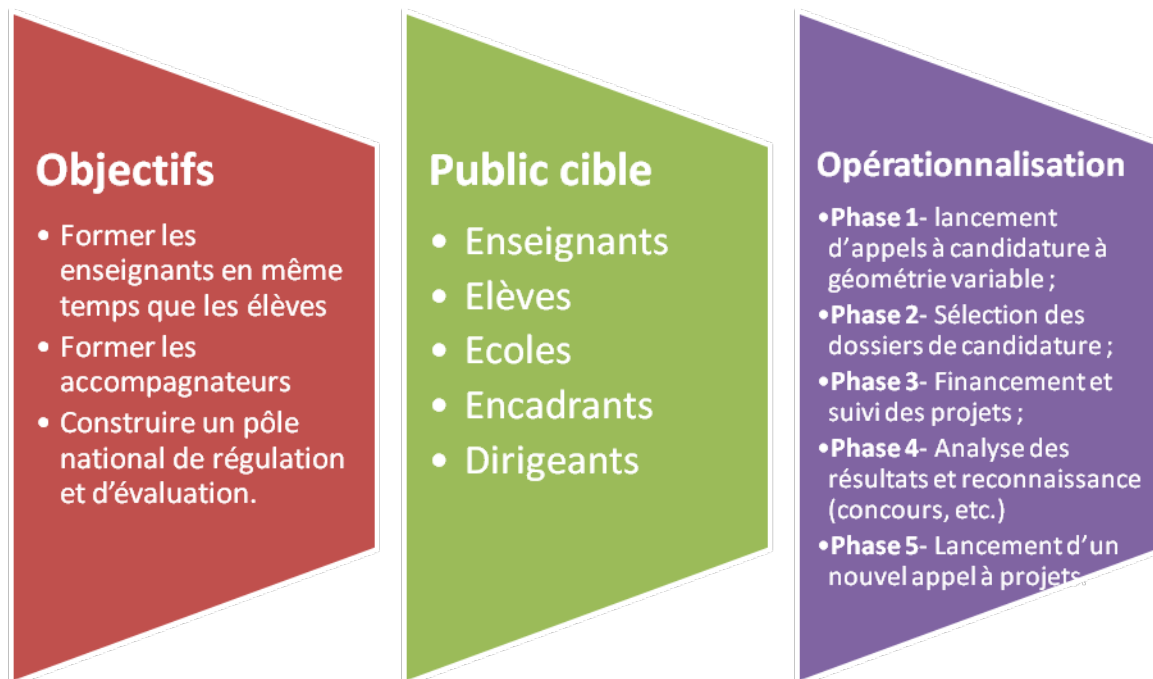 Objectifs
• Former les
enseignants en même
temps que les élèves
• Former les
accompagnateurs
• Construire un pôle
national de régulation
et d'évaluation.
Public cible
• Enseignants
• Elèves
• Ecoles
• Encadrants
• Dirigeants
Opérationnalisation
•Phase 1- lancement
d'appels à candidature à
géométrie variable ;
•Phase 2- Sélection des
dossiers de candidature ;
•Phase 3- Financement et
suivi des projets ;
•Phase 4- Analyse des
résultats et reconnaissance
(concours, etc.)
•Phase 5- Lancement d'un
nouvel appel à projets.